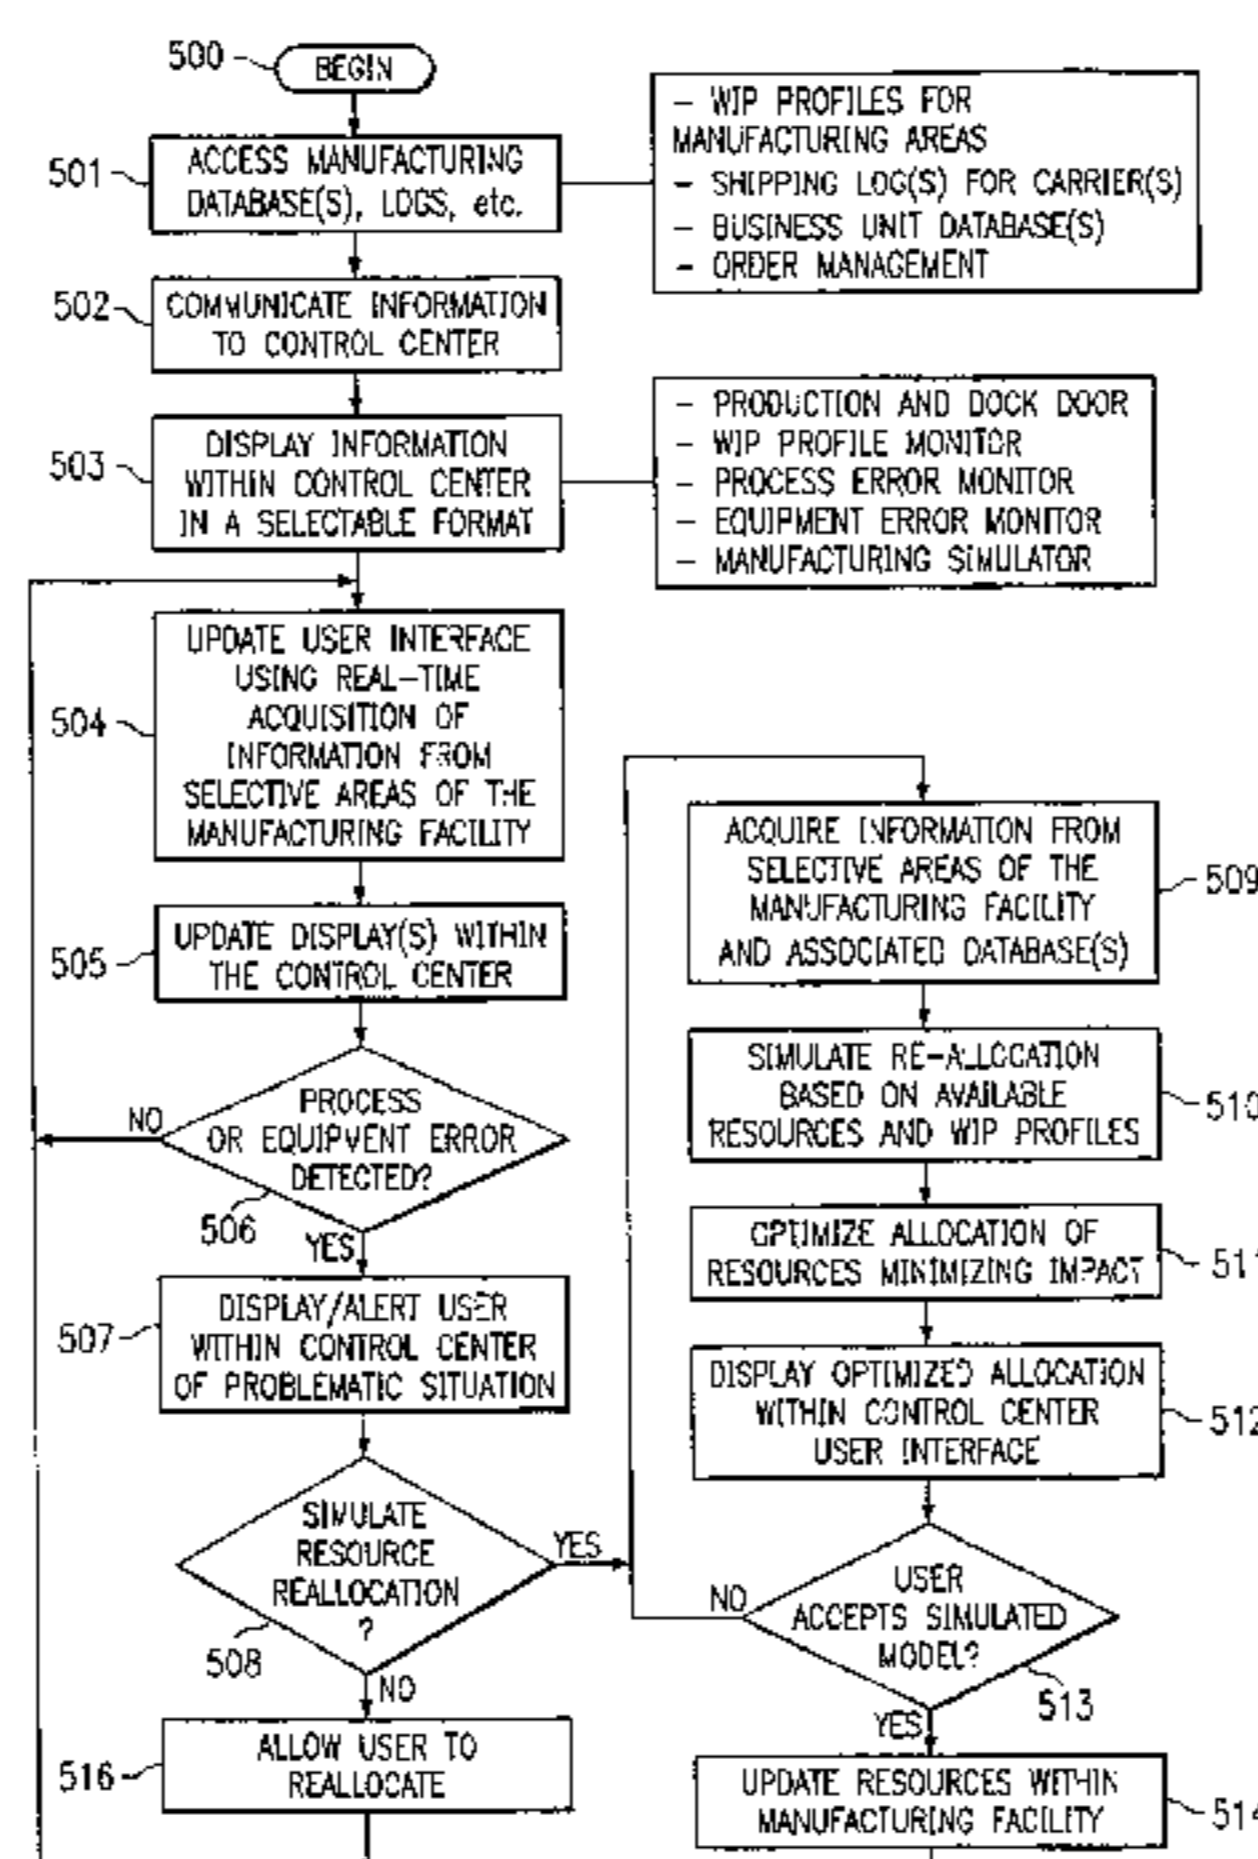 500
BEGIN
501
ACCESS MANUFACTURING
DATABASE(S), LOGS, etc.
- WIP PROFILES FOR
MANUFACTURING AREAS
- SHIPPING LOG(S) FOR CARRIER(S)
- BUSINESS UNIT DATABASE(S)
- ORDER MANAGEMENT
502
COMMUNICATE INFORMATION
TO CONTROL CENTER
503
DISPLAY INFORMATION
WITHIN CONTROL CENTER
IN A SELECTABLE FORMAT
- PRODUCTION AND DOCK DOOR
- WIP PROFILE MONITOR
- PROCESS ERROR MONITOR
- EQUIPMENT ERROR MONITOR
- MANUFACTURING SIMULATOR
504
UPDATE USER INTERFACE
USING REAL-TIME
ACQUISITION OF
INFORMATION FROM
SELECTIVE AREAS OF THE
MANUFACTURING FACILITY
505
UPDATE DISPLAY(S) WITHIN
THE CONTROL CENTER
NO
PROCESS
OR EQUIPMENT ERROR
DETECTED?
506
YES
507
DISPLAY/ALERT USER
WITHIN CONTROL CENTER
OF PROBLEMATIC SITUATION
SIMULATE
RESOURCE
REALLOCATION
?
508
YES
NO
516
ALLOW USER TO
REALLOCATE
ACQUIRE INFORMATION FROM
SELECTIVE AREAS OF THE
MANUFACTURING FACILITY
AND ASSOCIATED DATABASE(S)
509
SIMULATE RE-ALLOCATION
BASED ON AVAILABLE
RESOURCES AND WIP PROFILES
510
OPTIMIZE ALLOCATION OF
RESOURCES MINIMIZING IMPACT
511
DISPLAY OPTIMIZED ALLOCATION
WITHIN CONTROL CENTER
USER INTERFACE
512
NO
USER
ACCEPTS SIMULATED
MODEL?
513
YES
UPDATE RESOURCES WITHIN
MANUFACTURING FACILITY
514